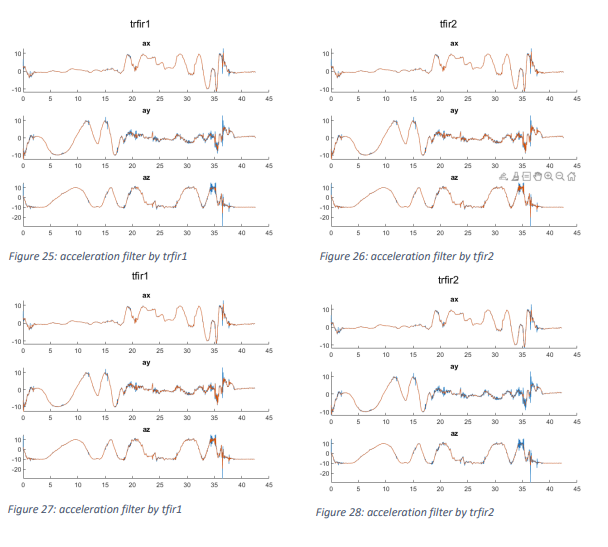 trfir1
ax
10
0
-10
0 5 10 15 20 25 30 35 40 45
ay
10
0
-10
0 5 10 15 20 25 30 35 40 45
az
10
0
-10
-20
0 5 10 15 20 25 30 35 40 45
Figure 25: acceleration filter by trfir1
tfir2
ax
10
0
-10
0 5 10 15 20 25 30 35 40 45
ay
10
0
-10
0 5 10 15 20 25 30 35 40 45
az
10
0
-10
-20
0 5 10 15 20 25 30 35 40 45
Figure 26: acceleration filter by tfir2
tfir1
ax
10
0
-10
0 5 10 15 20 25 30 35 40 45
ay
10
0
-10
0 5 10 15 20 25 30 35 40 45
az
10
0
-10
-20
0 5 10 15 20 25 30 35 40 45
Figure 27: acceleration filter by tfir1
trfir2
ax
10
0
-10
0 5 10 15 20 25 30 35 40 45
ay
10
0
-10
0 5 10 15 20 25 30 35 40 45
az
10
0
-10
-20
0 5 10 15 20 25 30 35 40 45
Figure 28: acceleration filter by trfir2